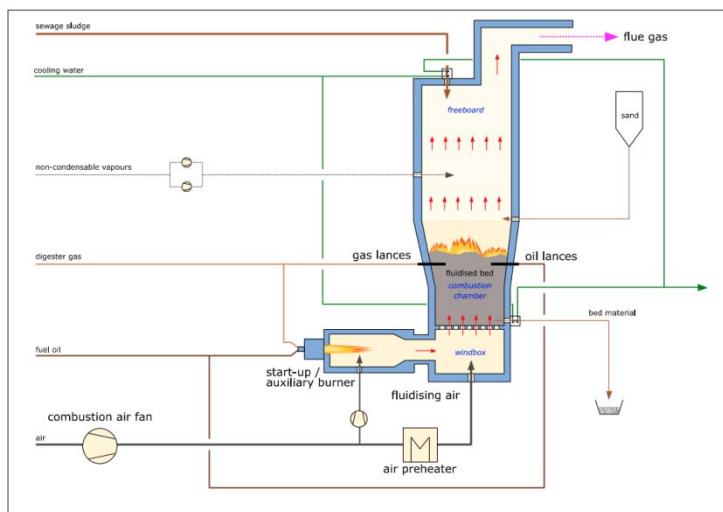 sewage sludge
flue gas
cooling water
freeboard
sand
non-condensable vapours
digester gas
gas lances
oil lances
fluidised bed
combustion
chamber
bed material
fuel oil
windbox
start-up /
auxiliary burner
fluidising air
combustion air fan
air
air preheater